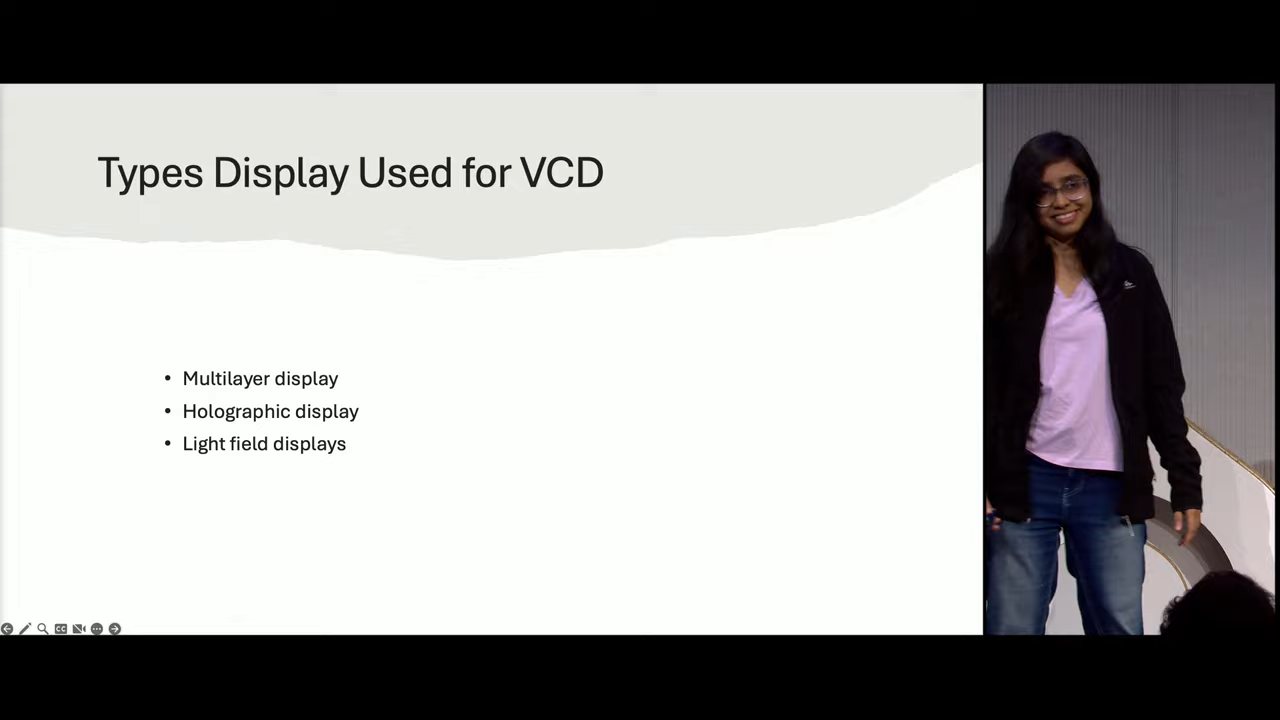 Types Display Used for VCD
• Multilayer display
• Holographic display
• Light field displays